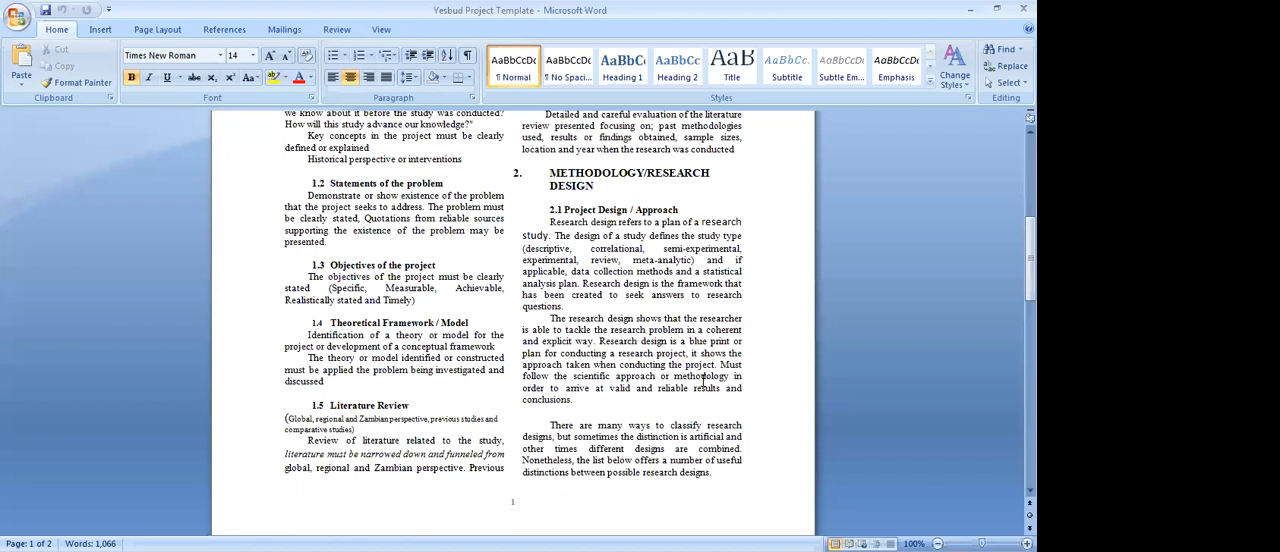 Yesbud Project Template - Microsoft Word
Home Insert Page Layout References Mailings Review View
Paste
Cut
Copy
Format Painter
Clipboard
Times New Roman 14
B I U abc X₂ X² Aa
Font
Paragraph
AaBbCcDc AaBbCcDc AaBbC AaBbCc AaB AaBbCc. AaBbCcDc AaBbCcDc
¶ Normal ¶ No Spaci... Heading 1 Heading 2 Title Subtitle Subtle Em... Emphasis
Change Styles
Styles
Find
Replace
Select
Editing
we know about it before the study was conducted?
How will this study advance our knowledge?"
Key concepts in the project must be clearly
defined or explained
Historical perspective or interventions
1.2 Statements of the problem
Demonstrate or show existence of the problem
that the project seeks to address. The problem must
be clearly stated, Quotations from reliable sources
supporting the existence of the problem may be
presented.
1.3 Objectives of the project
The objectives of the project must be clearly
stated (Specific, Measurable, Achievable,
Realistically stated and Timely)
1.4 Theoretical Framework / Model
Identification of a theory or model for the
project or development of a conceptual framework
The theory or model identified or constructed
must be applied the problem being investigated and
discussed
1.5 Literature Review
(Global, regional and Zambian perspective, previous studies and
comparative studies)
Review of literature related to the study,
literature must be narrowed down and funneled from
global, regional and Zambian perspective. Previous
Detailed and careful evaluation of the literature
review presented focusing on; past methodologies
used, results or findings obtained, sample sizes,
location and year when the research was conducted
2. METHODOLOGY/RESEARCH
DESIGN
2.1 Project Design / Approach
Research design refers to a plan of a research
study. The design of a study defines the study type
(descriptive, correlational, semi-experimental,
experimental, review, meta-analytic) and if
applicable, data collection methods and a statistical
analysis plan. Research design is the framework that
has been created to seek answers to research
questions.
The research design shows that the researcher
is able to tackle the research problem in a coherent
and explicit way. Research design is a blue print or
plan for conducting a research project, it shows the
approach taken when conducting the project. Must
follow the scientific approach or methodology in
order to arrive at valid and reliable results and
conclusions.
There are many ways to classify research
designs, but sometimes the distinction is artificial and
other times different designs are combined.
Nonetheless, the list below offers a number of useful
distinctions between possible research designs.
1
Page: 1 of 2 Words: 1,066 100%